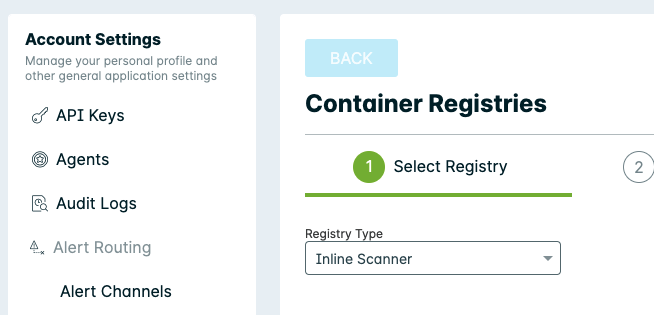 Account Settings
Manage your personal profile and
other general application settings
API Keys
Agents
Audit Logs
Alert Routing
Alert Channels
BACK
Container Registries
1 Select Registry
2
Registry Type
Inline Scanner